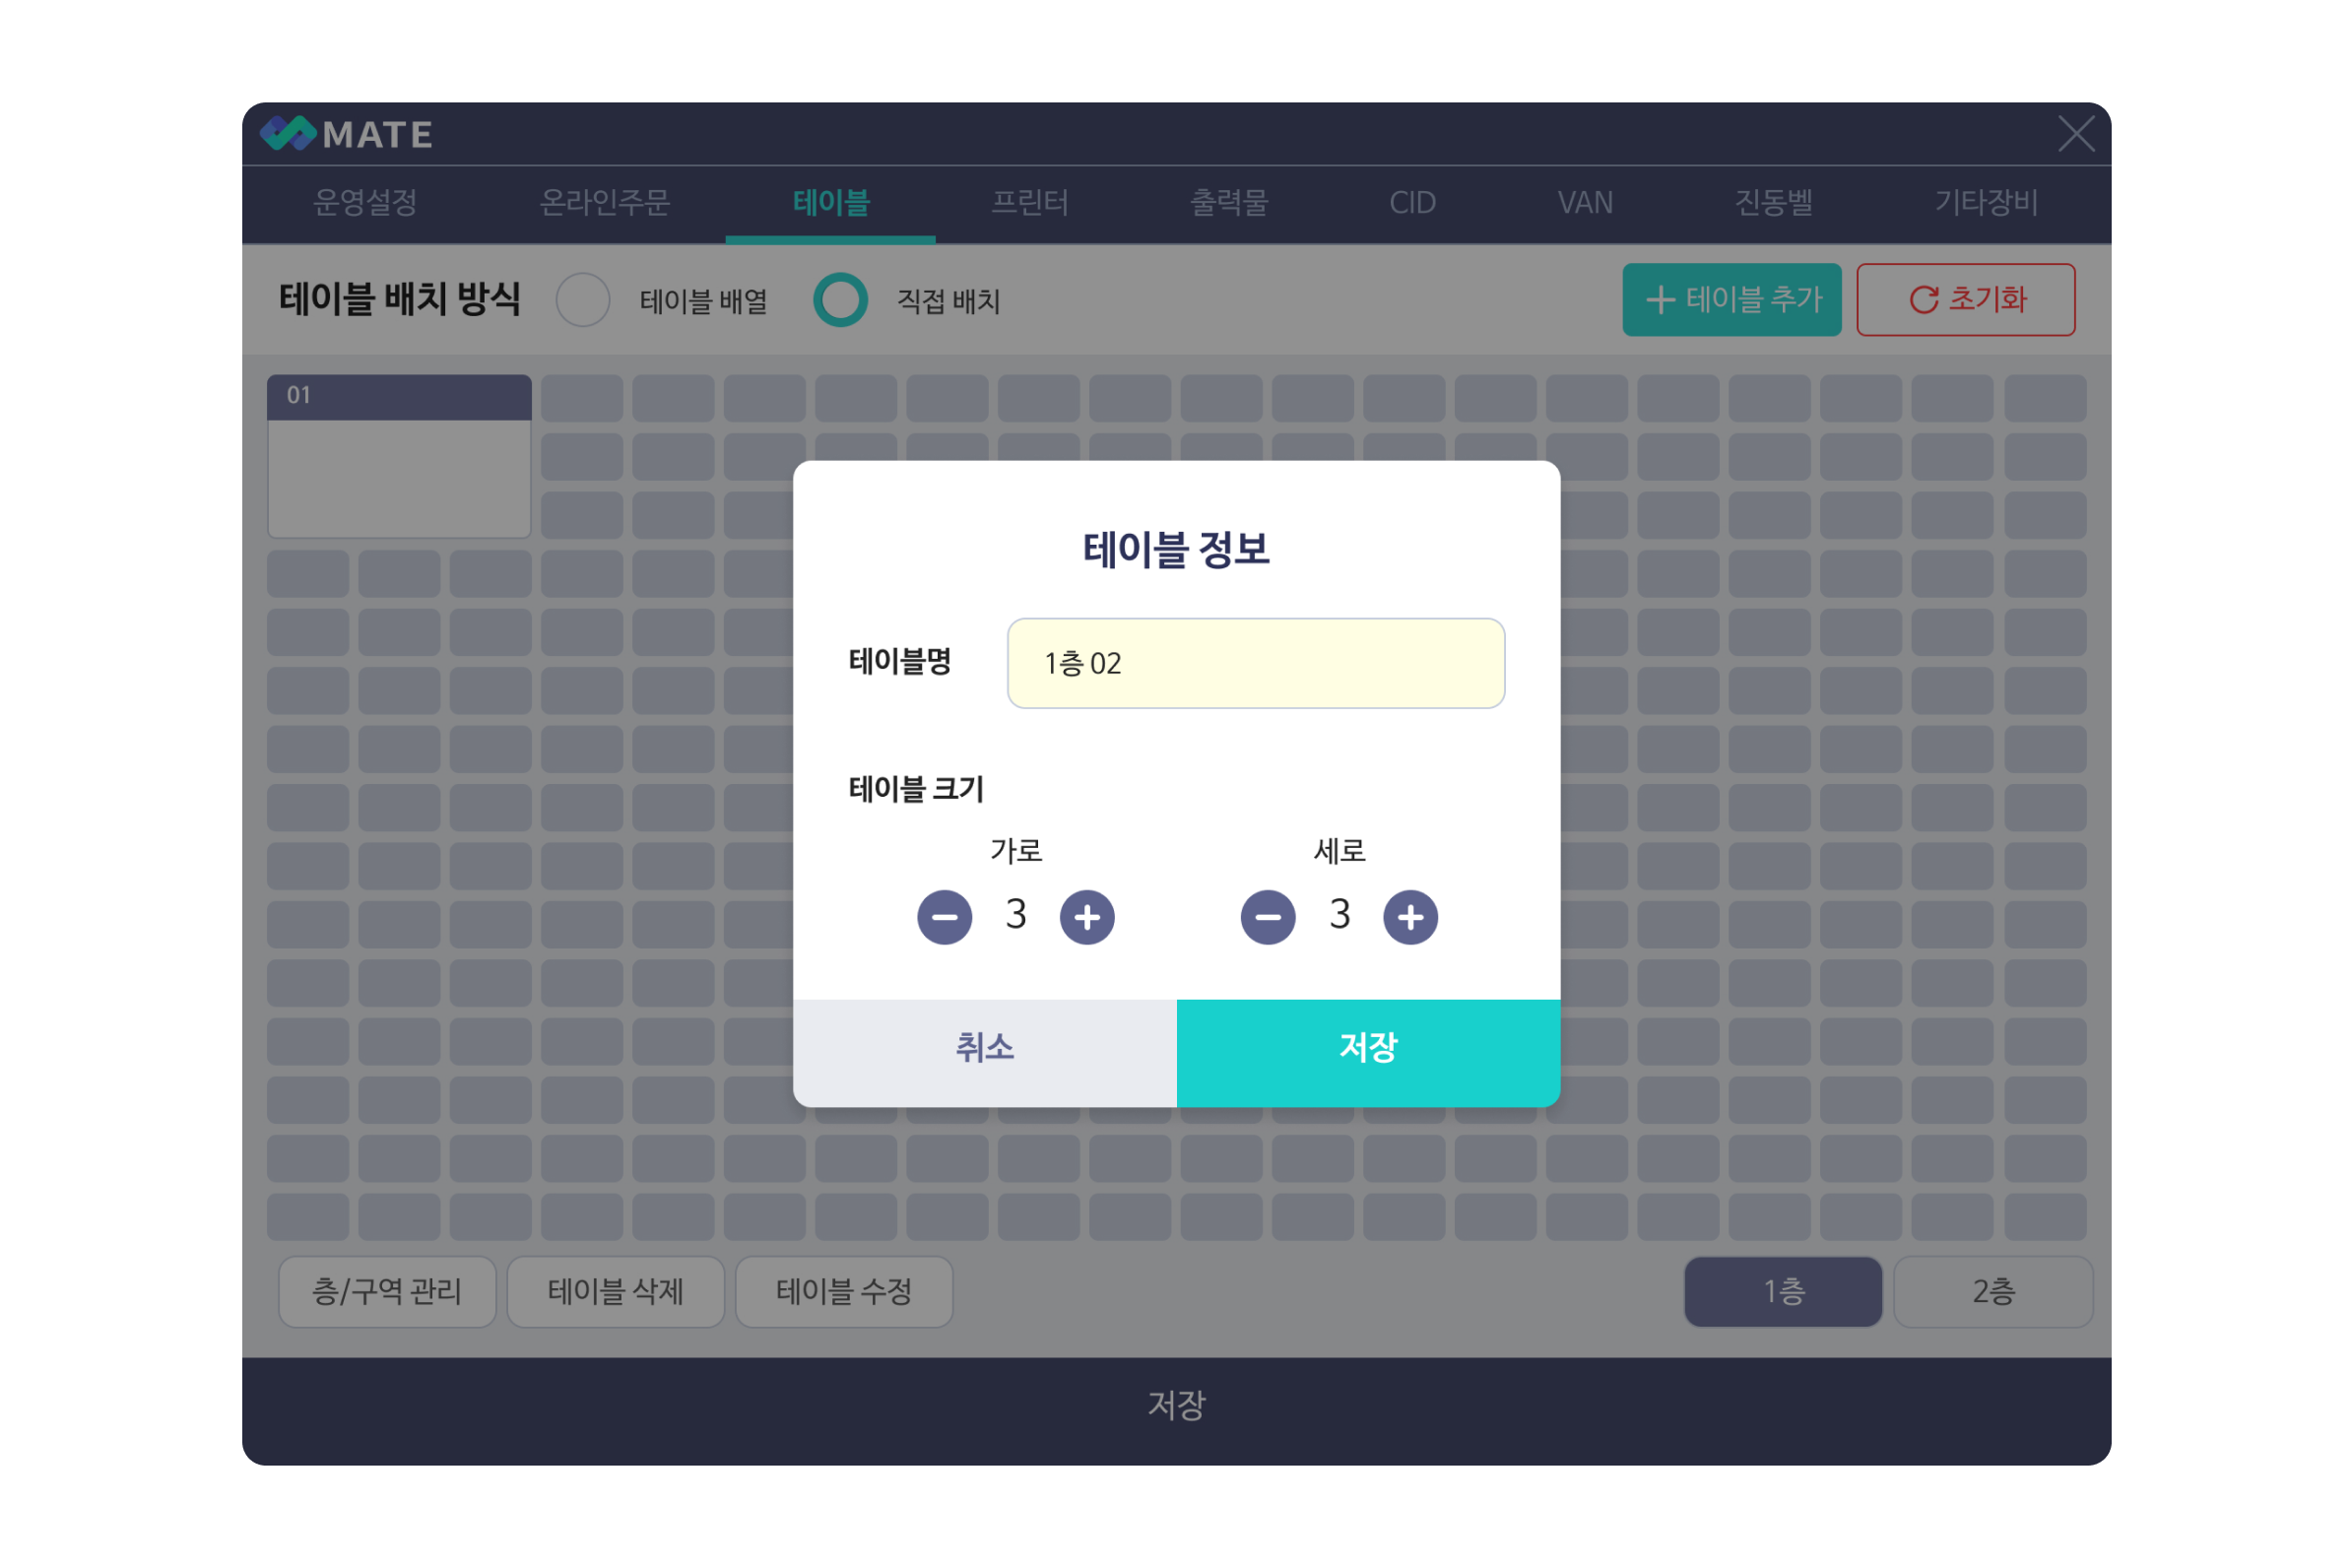 MATE
운영설정 온라인주문 테이블 프린터 출력물 CID VAN 진동벨 기타장비
테이블 배치 방식 테이블 배열 직접 배치 테이블 추가 초기화
01
테이블 정보
테이블명 1층 02
테이블 크기
가로 세로
3 3
취소 저장
층/구역 관리 테이블 삭제 테이블 수정 1층 2층
저장